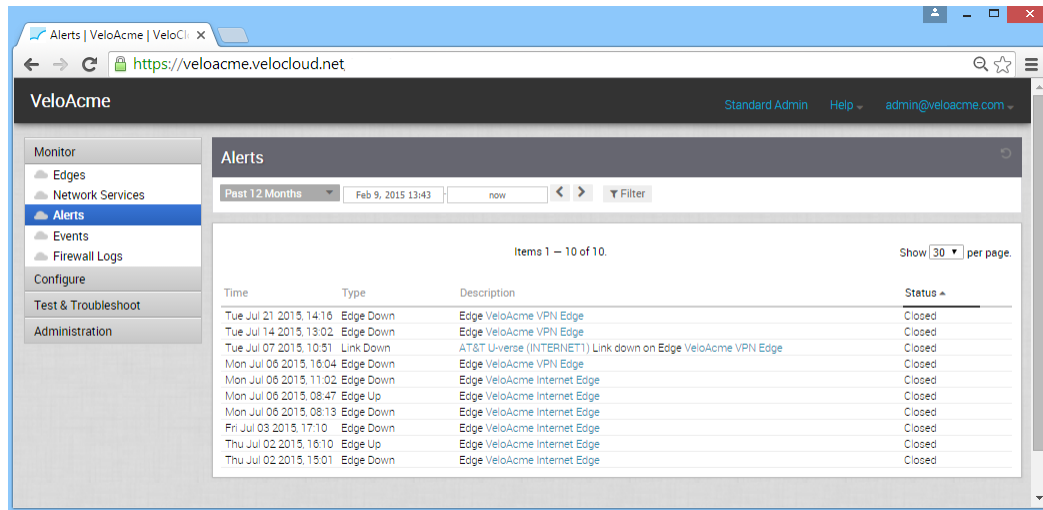 Alerts | VeloAcme | VeloCl
https://veloacme.velocloud.net
VeloAcme
Standard Admin Help admin@veloacme.com
Monitor
Edges
Network Services
Alerts
Events
Firewall Logs
Configure
Test & Troubleshoot
Administration
Alerts
Past 12 Months Feb 9, 2015 13:43 - now Filter
Items 1 — 10 of 10.
Show 30 per page.
Time Type Description Status
Tue Jul 21 2015, 14:16 Edge Down Edge VeloAcme VPN Edge Closed
Tue Jul 14 2015, 13:02 Edge Down Edge VeloAcme VPN Edge Closed
Tue Jul 07 2015, 10:51 Link Down AT&T U-verse (INTERNET1) Link down on Edge VeloAcme VPN Edge Closed
Mon Jul 06 2015, 16:04 Edge Down Edge VeloAcme VPN Edge Closed
Mon Jul 06 2015, 11:02 Edge Down Edge VeloAcme Internet Edge Closed
Mon Jul 06 2015, 08:47 Edge Up Edge VeloAcme Internet Edge Closed
Mon Jul 06 2015, 08:13 Edge Down Edge VeloAcme Internet Edge Closed
Fri Jul 03 2015, 17:10 Edge Down Edge VeloAcme Internet Edge Closed
Thu Jul 02 2015, 16:10 Edge Up Edge VeloAcme Internet Edge Closed
Thu Jul 02 2015, 15:01 Edge Down Edge VeloAcme Internet Edge Closed